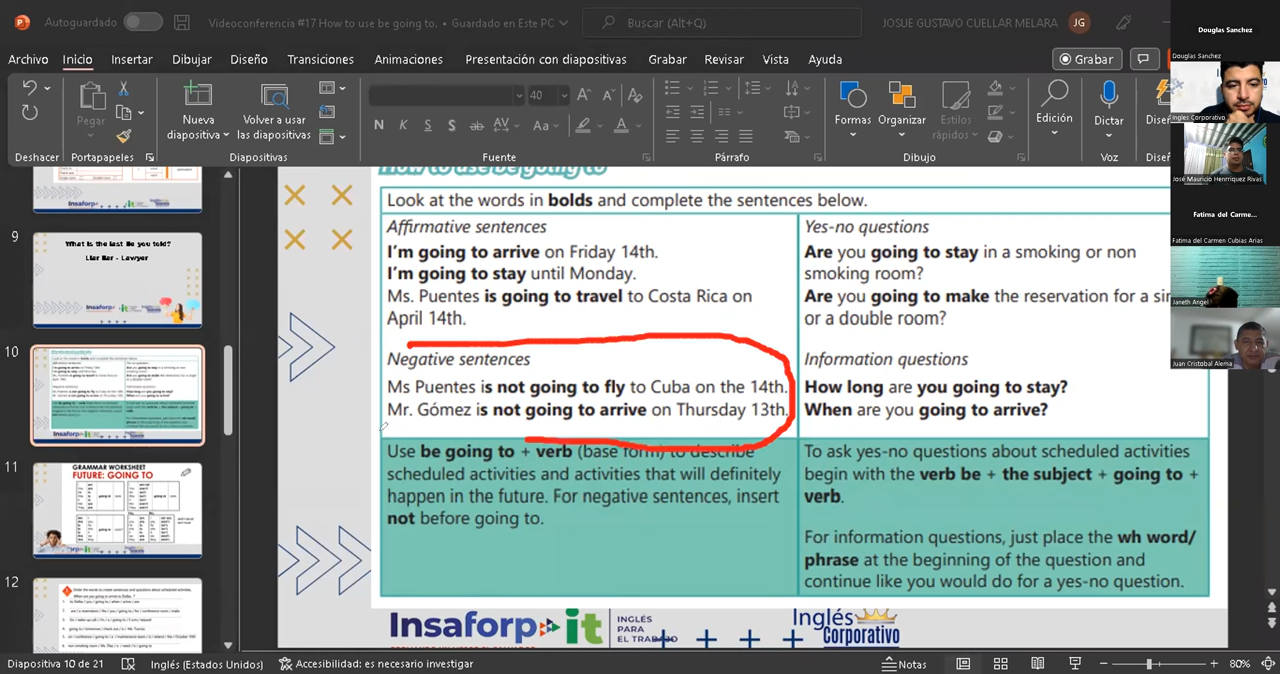 Autoguardado
Videoconferencia #17 How to use be going to. • Guardado en Este PC
Buscar (Alt+Q)
JOSUE GUSTAVO CUELLAR MELARA
JG
Archivo Inicio Insertar Dibujar Diseño Transiciones Animaciones Presentación con diapositivas Grabar Revisar Vista Ayuda
Grabar
Pegar
Nueva diapositiva
Volver a usar las diapositivas
40
N K S S ab AV Aa A
Formas Organizar Estilos rápidos
Edición
Dictar
Deshacer Portapapeles Diapositivas Fuente Párrafo Dibujo Voz
Douglas Sanchez
Douglas Sanchez
Ingles Corporativo
José Mauricio Henrriquez Rivas
Fatima del Carme...
Fatima del Carmen Cubias Arias
Janeth Angel
Juan Cristobal Alema
9
What is the last lie you told?
Liar liar - Lawyer
10
11
GRAMMAR WORKSHEET
FUTURE: GOING TO
12
How to use be going to
Look at the words in bolds and complete the sentences below.
Affirmative sentences
I'm going to arrive on Friday 14th.
I'm going to stay until Monday.
Ms. Puentes is going to travel to Costa Rica on
April 14th.
Negative sentences
Ms Puentes is not going to fly to Cuba on the 14th.
Mr. Gómez is not going to arrive on Thursday 13th.
Use be going to + verb (base form) to describe
scheduled activities and activities that will definitely
happen in the future. For negative sentences, insert
not before going to.
Yes-no questions
Are you going to stay in a smoking or non
smoking room?
Are you going to make the reservation for a
or a double room?
Information questions
are you going to stay?
When are you going to arrive?
To ask yes-no questions about scheduled activities
begin with the verb be + the subject + going to +
verb.
For information questions, just place the wh word/
phrase at the beginning of the question and
continue like you would do for a yes-no question.
Insaforp it
INGLÉS
PARA
EL TRABAJO
Inglés
Corporativo
Diapositiva 10 de 21
Inglés (Estados Unidos)
Accesibilidad: es necesario investigar
Notas
80%